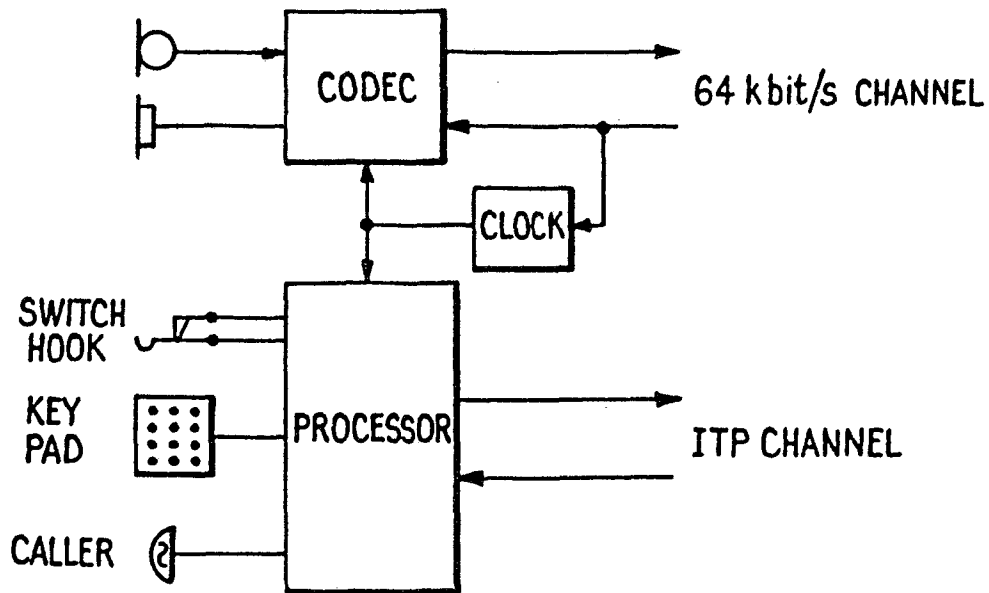 CODEC
64 kbit/s CHANNEL
CLOCK
SWITCH
HOOK
KEY
PAD
PROCESSOR
ITP CHANNEL
CALLER